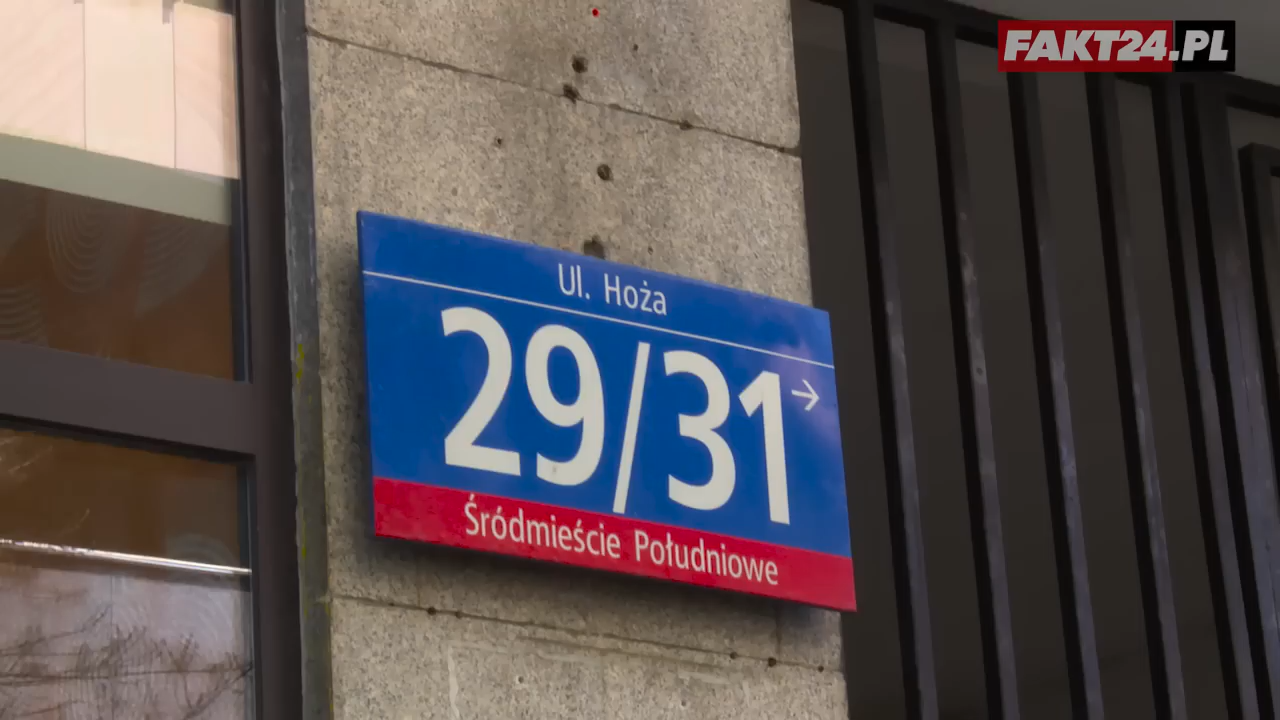 FAKT24.PL
Ul. Hoża
29/31 →
Śródmieście Południowe